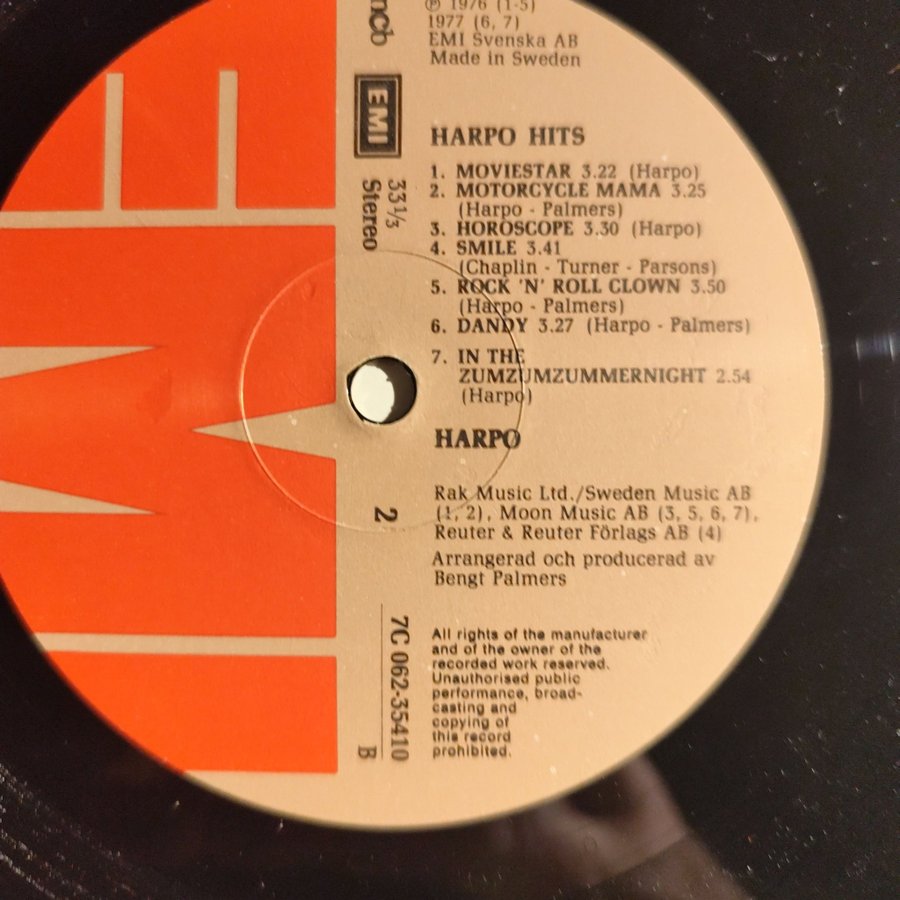 ℗ 1976 (1-5)
1977 (6, 7)
EMI Svenska AB
Made in Sweden
ncb
EMI
33⅓
Stereo
HARPO HITS
1. MOVIESTAR 3.22 (Harpo)
2. MOTORCYCLE MAMA 3.25
(Harpo - Palmers)
3. HOROSCOPE 3.30 (Harpo)
4. SMILE 3.41
(Chaplin - Turner - Parsons)
5. ROCK 'N' ROLL CLOWN 3.50
(Harpo - Palmers)
6. DANDY 3.27 (Harpo - Palmers)
7. IN THE
ZUMZUMZUMMERNIGHT 2.54
(Harpo)
HARPO
2
Rak Music Ltd./Sweden Music AB
(1, 2), Moon Music AB (3, 5, 6, 7),
Reuter & Reuter Förlags AB (4)
Arrangerad och producerad av
Bengt Palmers
7C 062-35410
B
All rights of the manufacturer
and of the owner of the
recorded work reserved.
Unauthorised public
performance, broad-
casting and
copying of
this record
prohibited.